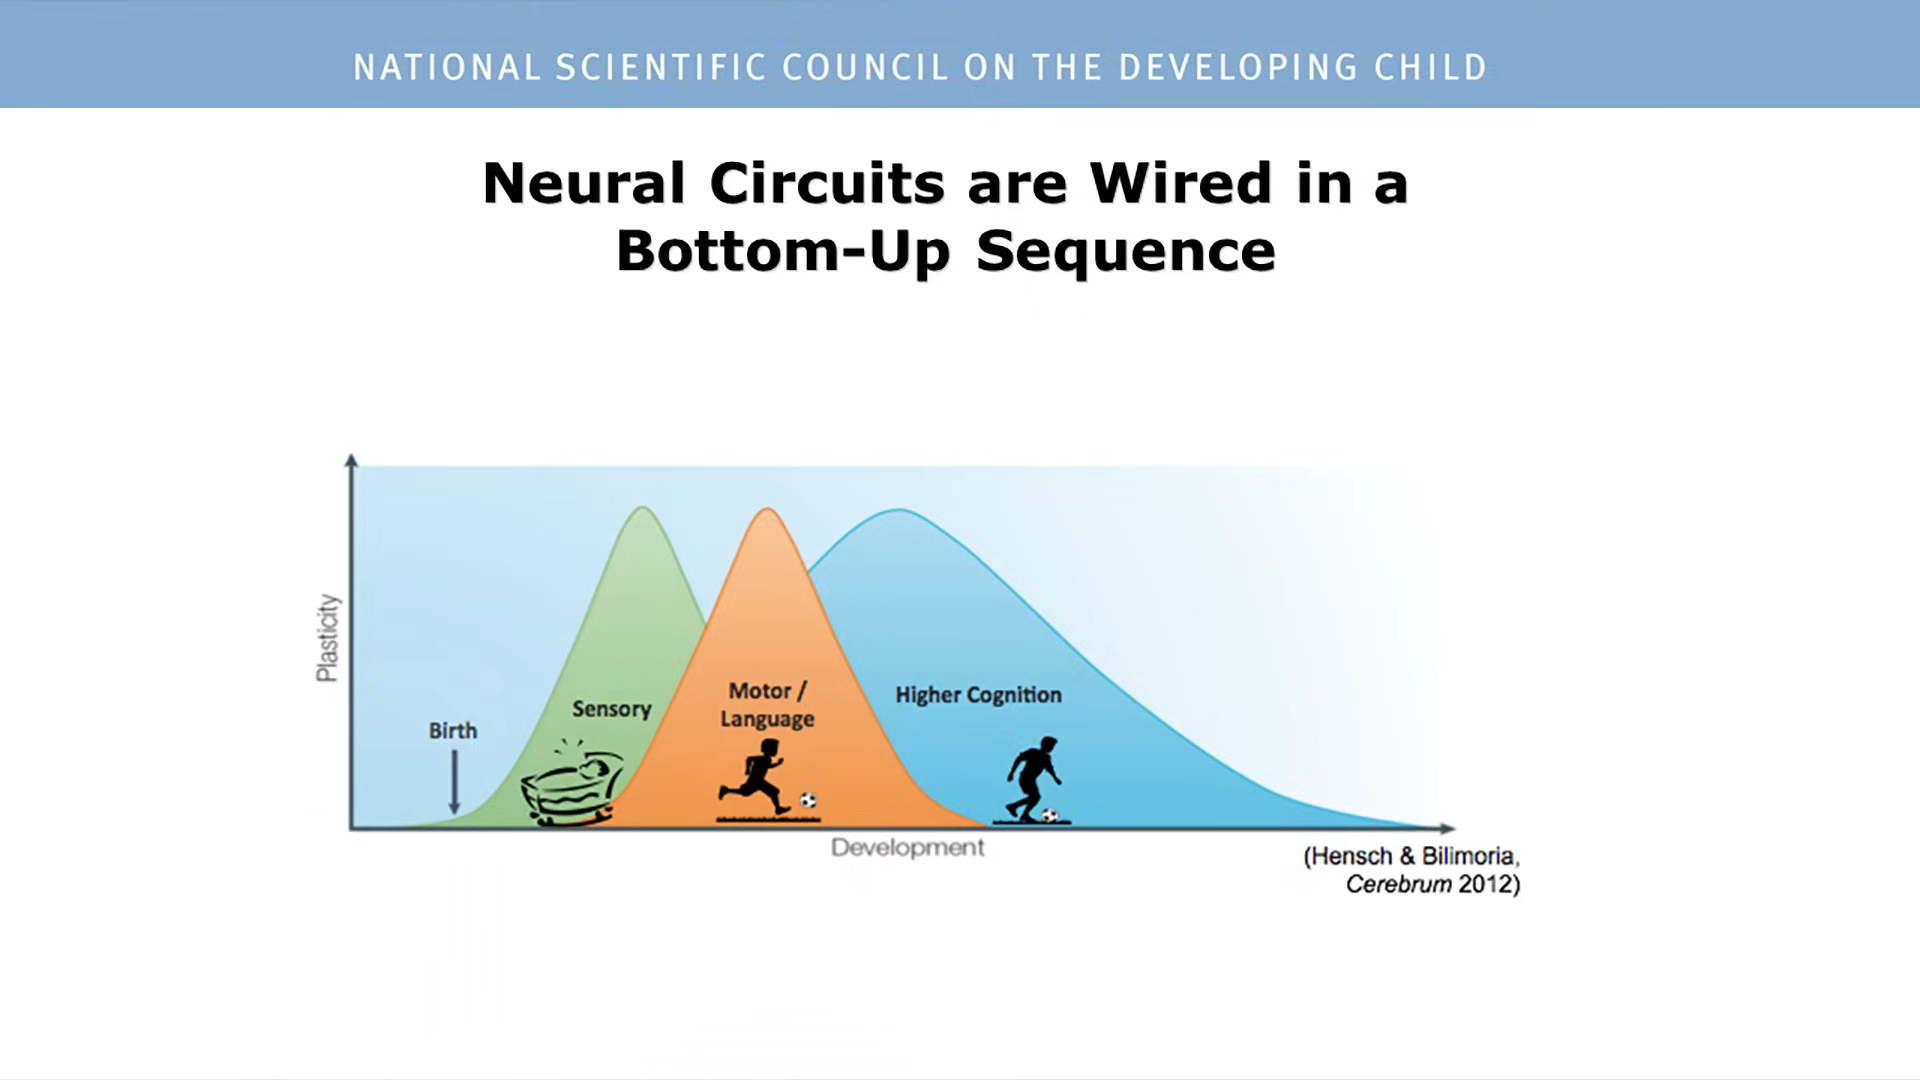 NATIONAL SCIENTIFIC COUNCIL ON THE DEVELOPING CHILD
Neural Circuits are Wired in a
Bottom-Up Sequence
Plasticity
Birth
Sensory
Motor /
Language
Higher Cognition
Development
(Hensch & Bilimoria,
Cerebrum 2012)